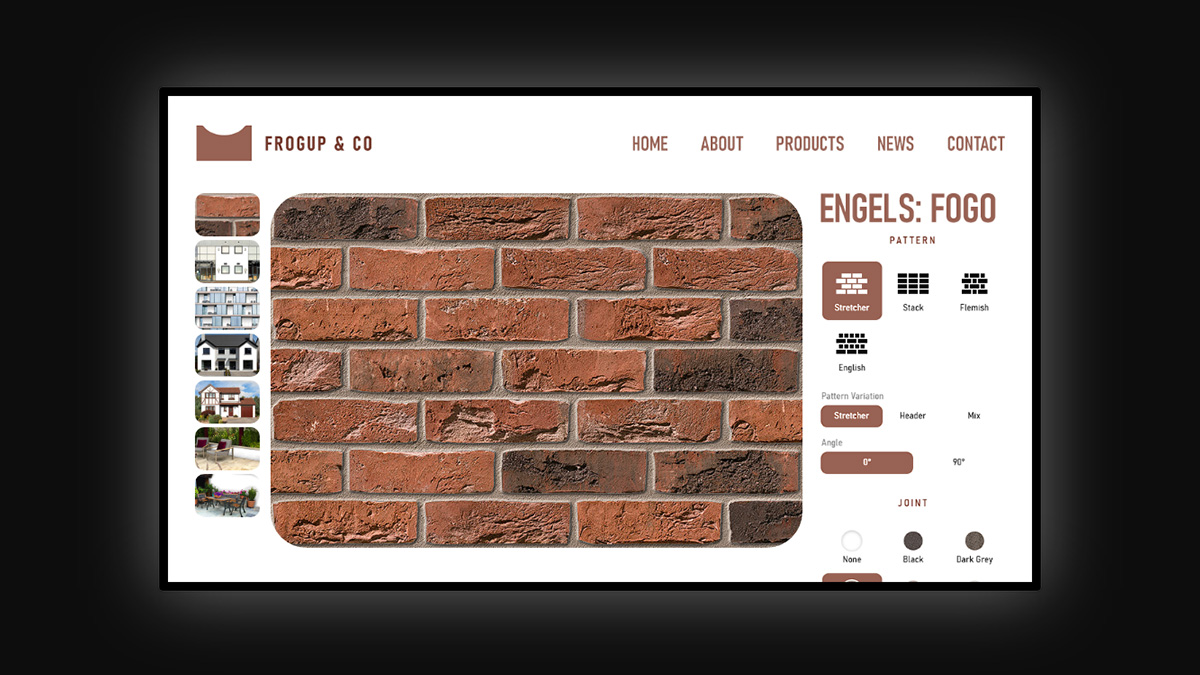 FROGUP & CO
HOME ABOUT PRODUCTS NEWS CONTACT
ENGELS: FOGO
PATTERN
Stretcher Stack Flemish
English
Pattern Variation
Stretcher Header Mix
Angle
0° 90°
JOINT
None Black Dark Grey